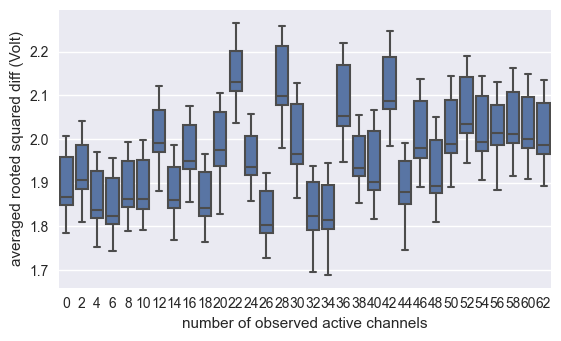 averaged rooted squared diff (Volt)
2.2
2.1
2.0
1.9
1.8
1.7
0 2 4 6 8 10 12 14 16 18 20 22 24 26 28 30 32 34 36 38 40 42 44 46 48 50 52 54 56 58 60 62
number of observed active channels